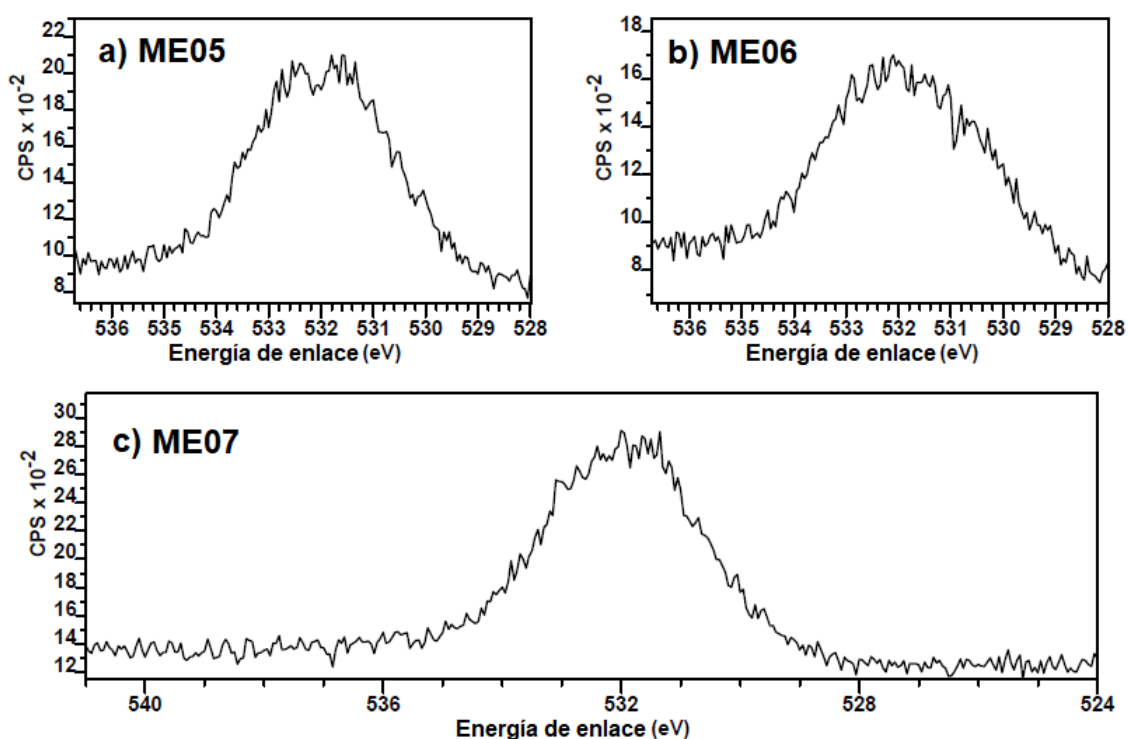 a) ME05
CPS x 10-2
22
20
18
16
14
12
10
8
536 535 534 533 532 531 530 529 528
Energía de enlace (eV)
b) ME06
CPS x 10-2
18
16
14
12
10
8
536 535 534 533 532 531 530 529 528
Energía de enlace (eV)
c) ME07
CPS x 10-2
30
28
26
24
22
20
18
16
14
12
540 536 532 528 524
Energía de enlace (eV)